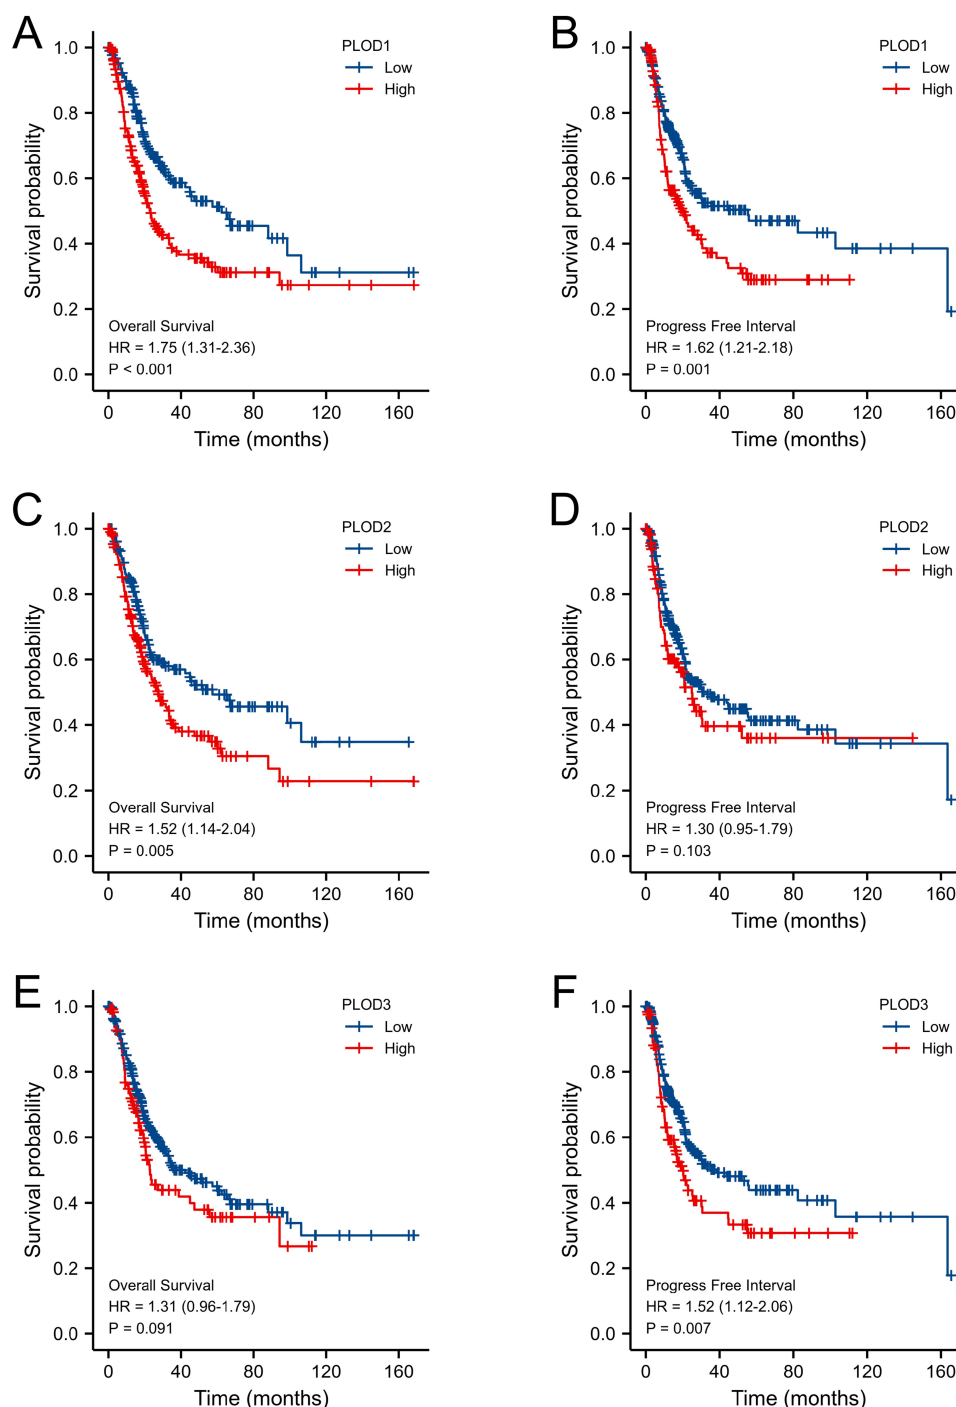 A
PLOD1
Low
High
Survival probability
1.0
0.8
0.6
0.4
0.2
0.0
Overall Survival
HR = 1.75 (1.31-2.36)
P < 0.001
0 40 80 120 160
Time (months)
B
PLOD1
Low
High
Survival probability
1.0
0.8
0.6
0.4
0.2
0.0
Progress Free Interval
HR = 1.62 (1.21-2.18)
P = 0.001
0 40 80 120 160
Time (months)
C
PLOD2
Low
High
Survival probability
1.0
0.8
0.6
0.4
0.2
0.0
Overall Survival
HR = 1.52 (1.14-2.04)
P = 0.005
0 40 80 120 160
Time (months)
D
PLOD2
Low
High
Survival probability
1.0
0.8
0.6
0.4
0.2
0.0
Progress Free Interval
HR = 1.30 (0.95-1.79)
P = 0.103
0 40 80 120 160
Time (months)
E
PLOD3
Low
High
Survival probability
1.0
0.8
0.6
0.4
0.2
0.0
Overall Survival
HR = 1.31 (0.96-1.79)
P = 0.091
0 40 80 120 160
Time (months)
F
PLOD3
Low
High
Survival probability
1.0
0.8
0.6
0.4
0.2
0.0
Progress Free Interval
HR = 1.52 (1.12-2.06)
P = 0.007
0 40 80 120 160
Time (months)